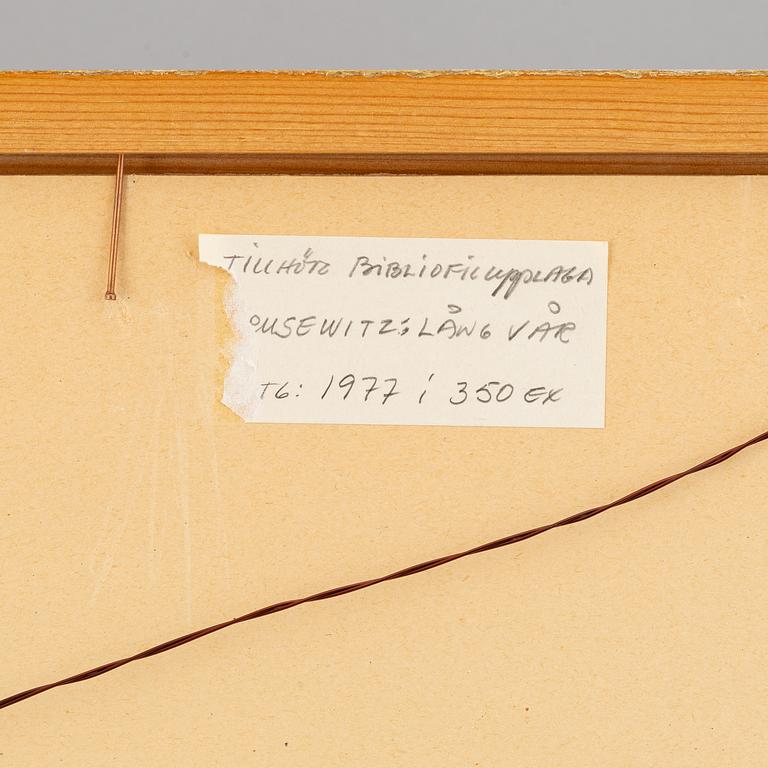 TILLHÖR BIBLIOFILUPPLAGA
OUSEWITZ: LÅNG VÅR
TG: 1977 i 350 EX